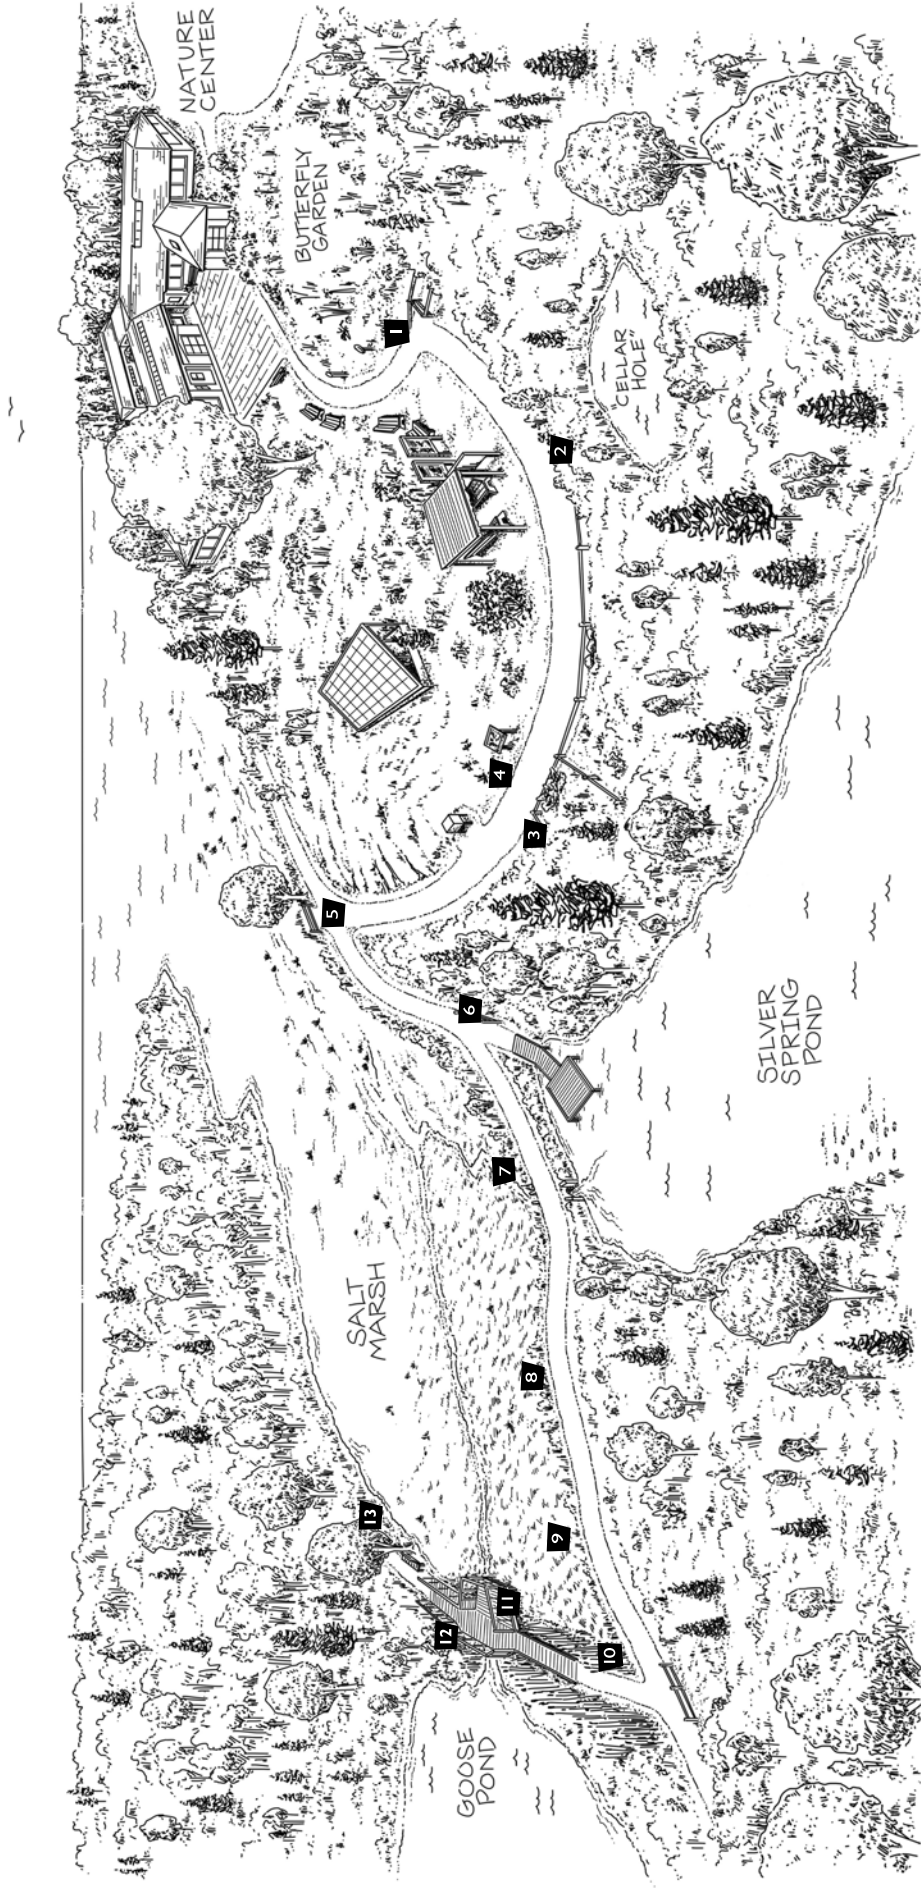 NATURE
CENTER
BUTTERFLY
GARDEN
1
CELLAR
HOLE
2
3
4
5
6
SILVER
SPRING
POND
7
SALT
MARSH
8
9
10
11
12
13
GOOSE
POND